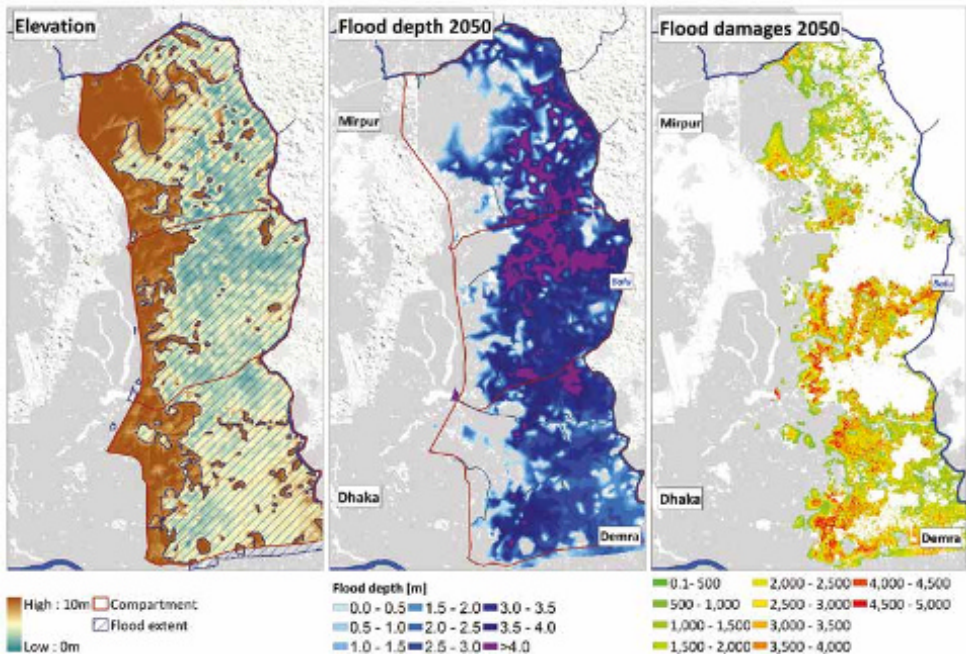 Elevation
Flood depth 2050
Flood damages 2050
Mirpur
Mirpur
Balu
Balu
Dhaka
Dhaka
Demra
Demra
High : 10m
Low : 0m
Compartment
Flood extent
Flood depth [m]
0.0 - 0.5
1.5 - 2.0
3.0 - 3.5
0.5 - 1.0
2.0 - 2.5
3.5 - 4.0
1.0 - 1.5
2.5 - 3.0
>4.0
0.1- 500
2,000 - 2,500
4,000 - 4,500
500 - 1,000
2,500 - 3,000
4,500 - 5,000
1,000 - 1,500
3,000 - 3,500
1,500 - 2,000
3,500 - 4,000